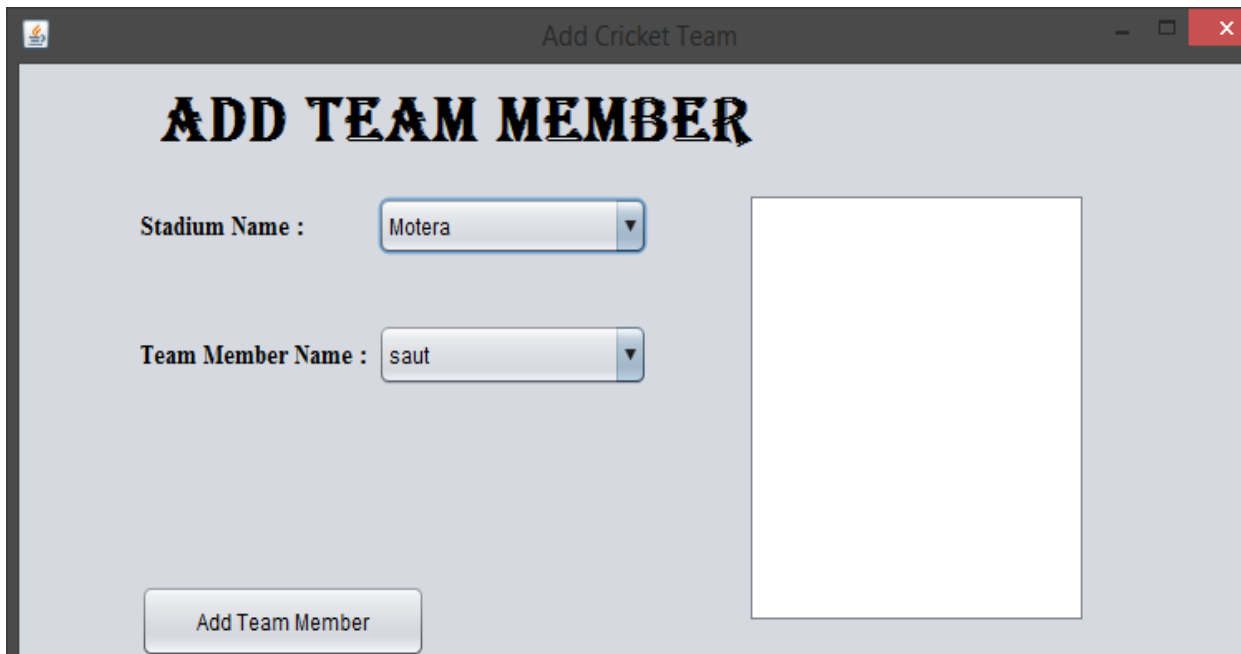 Add Cricket Team
ADD TEAM MEMBER
Stadium Name :
Motera
Team Member Name :
saut
Add Team Member